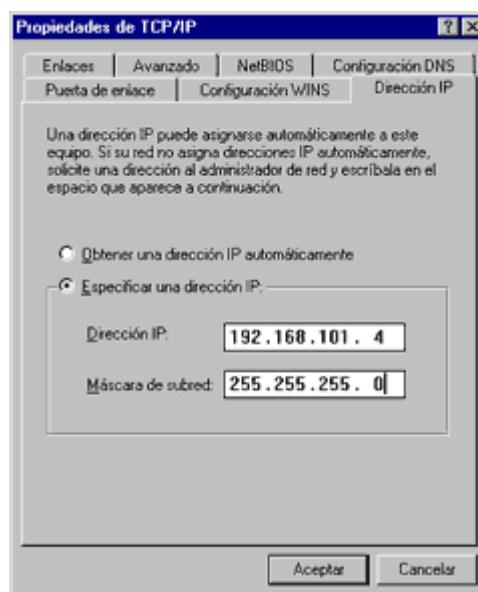 Propiedades de TCP/IP
Enlaces Avanzado NetBIOS Configuración DNS
Puerta de enlace Configuración WINS Dirección IP
Una dirección IP puede asignarse automáticamente a este
equipo. Si su red no asigna direcciones IP automáticamente,
solicite una dirección al administrador de red y escríbala en el
espacio que aparece a continuación.
Obtener una dirección IP automáticamente
Especificar una dirección IP:
Dirección IP: 192.168.101. 4
Máscara de subred: 255.255.255. 0
Aceptar Cancelar